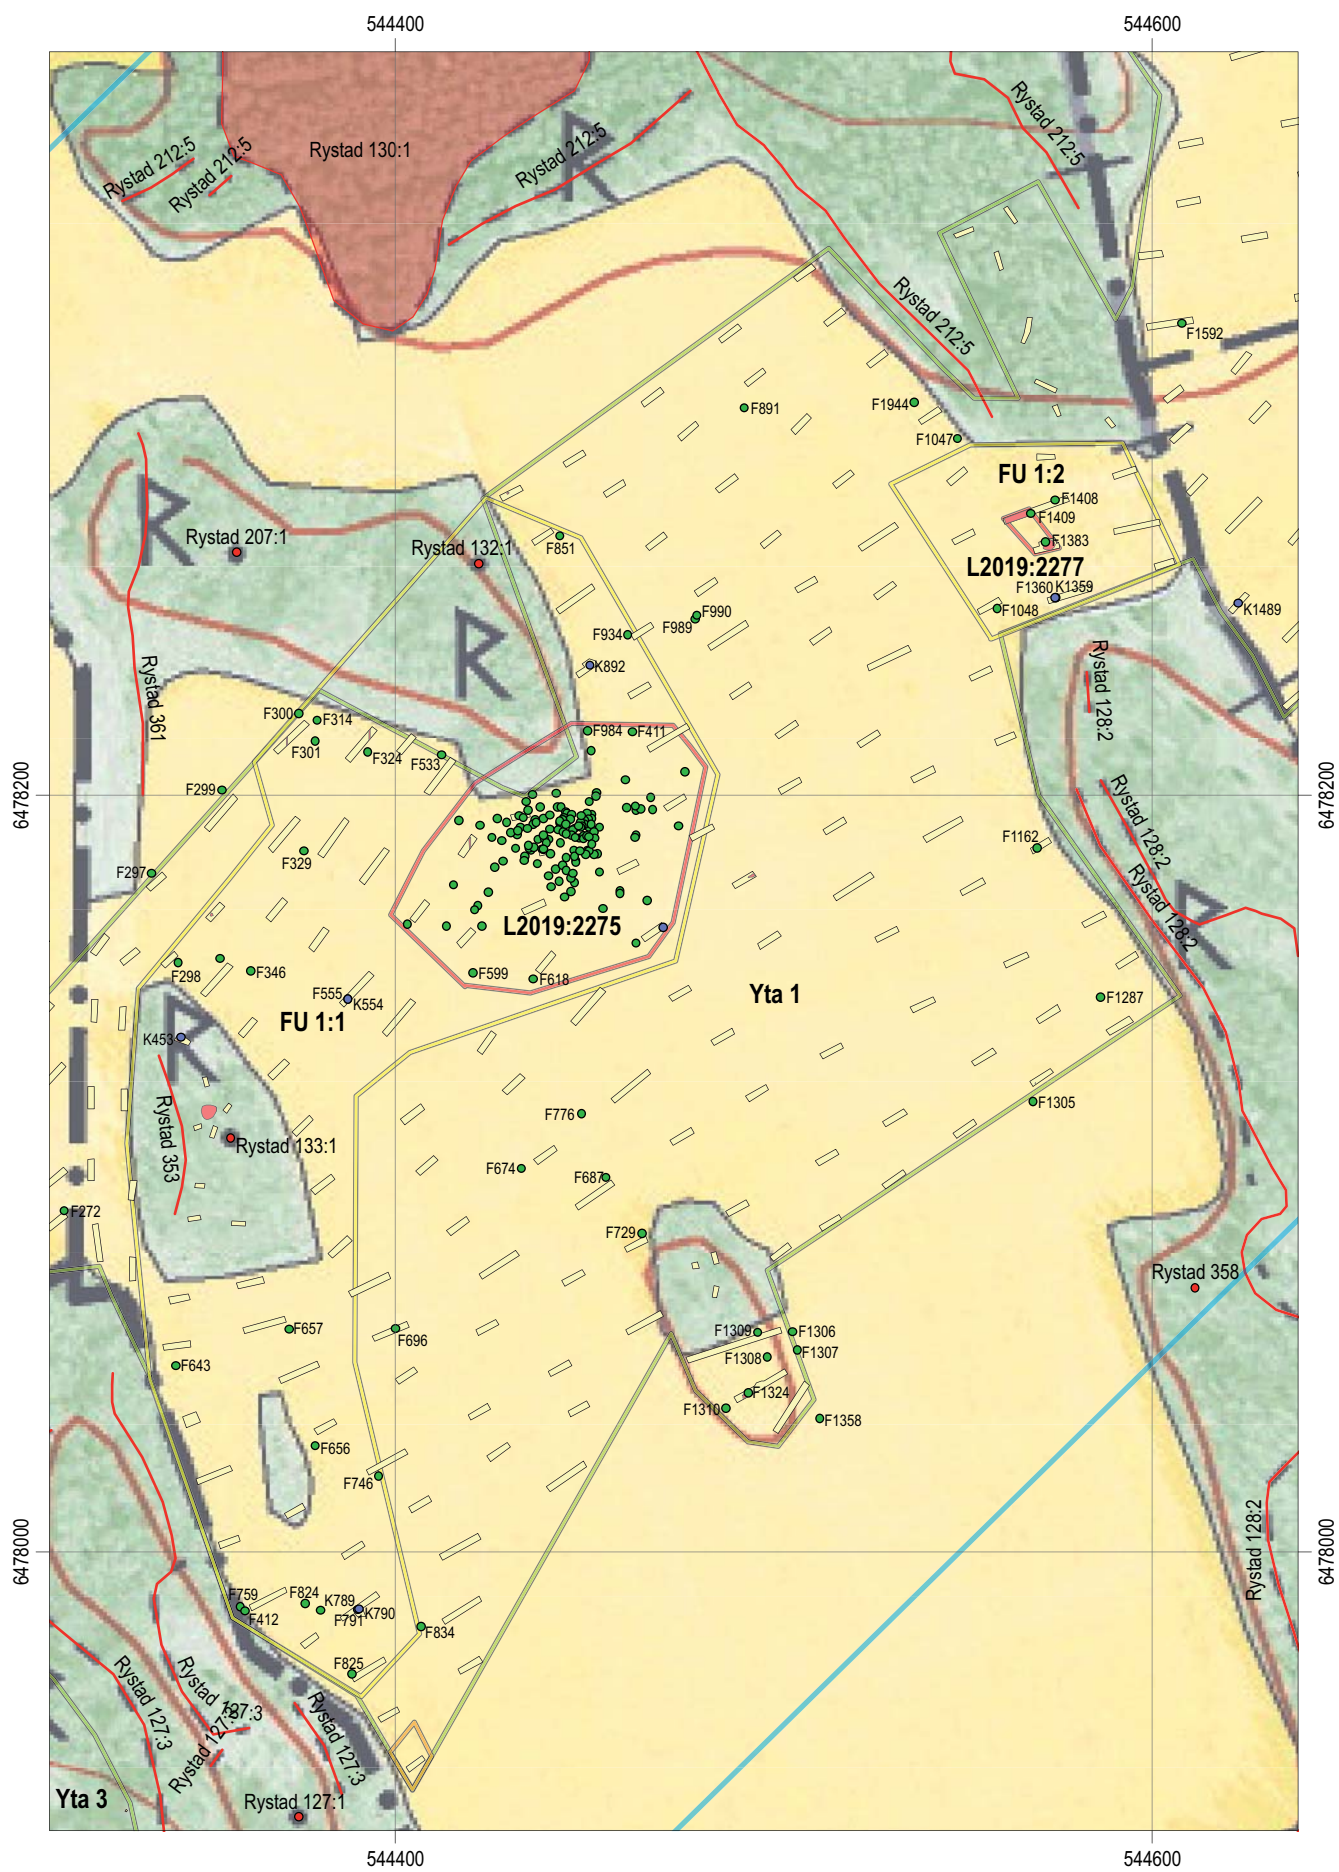 544400
544600
Rystad 212:5
Rystad 130:1
Rystad 212:5
Rystad 212:5
Rystad 212:5
R
Rystad 212:5
F1592
F891
F1944
F1047
FU 1:2
F1408
F1409
F1383
L2019:2277
F1360
K1359
F1048
K1489
R
Rystad 207:1
Rystad 132:1
F851
F990
F989
F934
K892
R
Rystad 361
Rystad 128:2
F300
F314
F301
F324
F533
F984
F411
6478200
6478200
F299
Rystad 128:2
F329
F1162
F297
Rystad 128:2
R
L2019:2275
F298
F346
F599
F618
F555
K554
Yta 1
F1287
FU 1:1
K453
R
Rystad 353
F776
F1305
Rystad 133:1
F674
F687
F272
F729
Rystad 358
F657
F696
F1309
F1306
F1307
F1308
F643
F1324
F1310
F1358
F656
F746
Rystad 128:2
6478000
6478000
F759
F412
F824
K789
F791
K790
F834
F825
Rystad 127:3
Rystad 127:3
Rystad 127:3
Rystad 127:3
Yta 3
Rystad 127:1
544400
544600